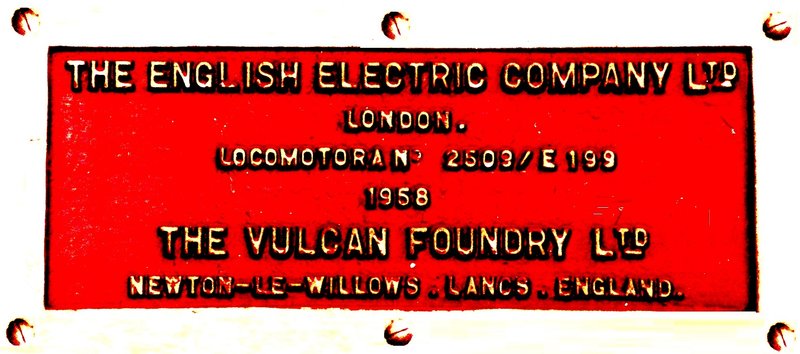 THE ENGLISH ELECTRIC COMPANY LTD
LONDON.
LOCOMOTORA No 2503/E199
1958
THE VULCAN FOUNDRY LTD
NEWTON-LE-WILLOWS. LANCS. ENGLAND.